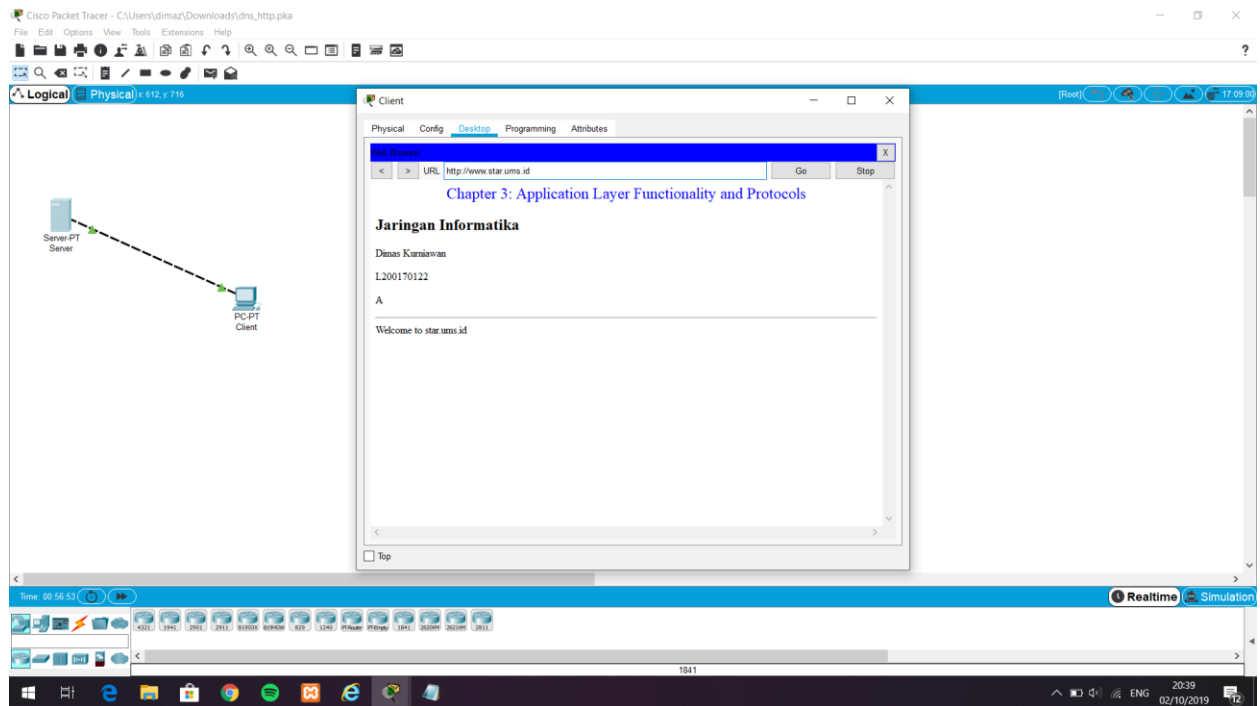 Cisco Packet Tracer - C:\Users\dimaz\Downloads\dns_http.pka
File Edit Options View Tools Extensions Help
?
Logical Physical x: 612, y: 716
[Root] 17:09:00
Server-PT
Server
PC-PT
Client
Client
Physical Config Desktop Programming Attributes
Web Browser X
< > URL http://www.star.ums.id Go Stop
Chapter 3: Application Layer Functionality and Protocols
Jaringan Informatika
Dimas Kurniawan
L200170122
A
Welcome to star.ums.id
Top
Time: 00:56:53
Realtime Simulation
4321 1941 2901 2911 819IOX 819HGW 829 1240 PT-Router PT-Empty 1841 2620XM 2621XM 2811
1841
ENG 20:39
02/10/2019
12